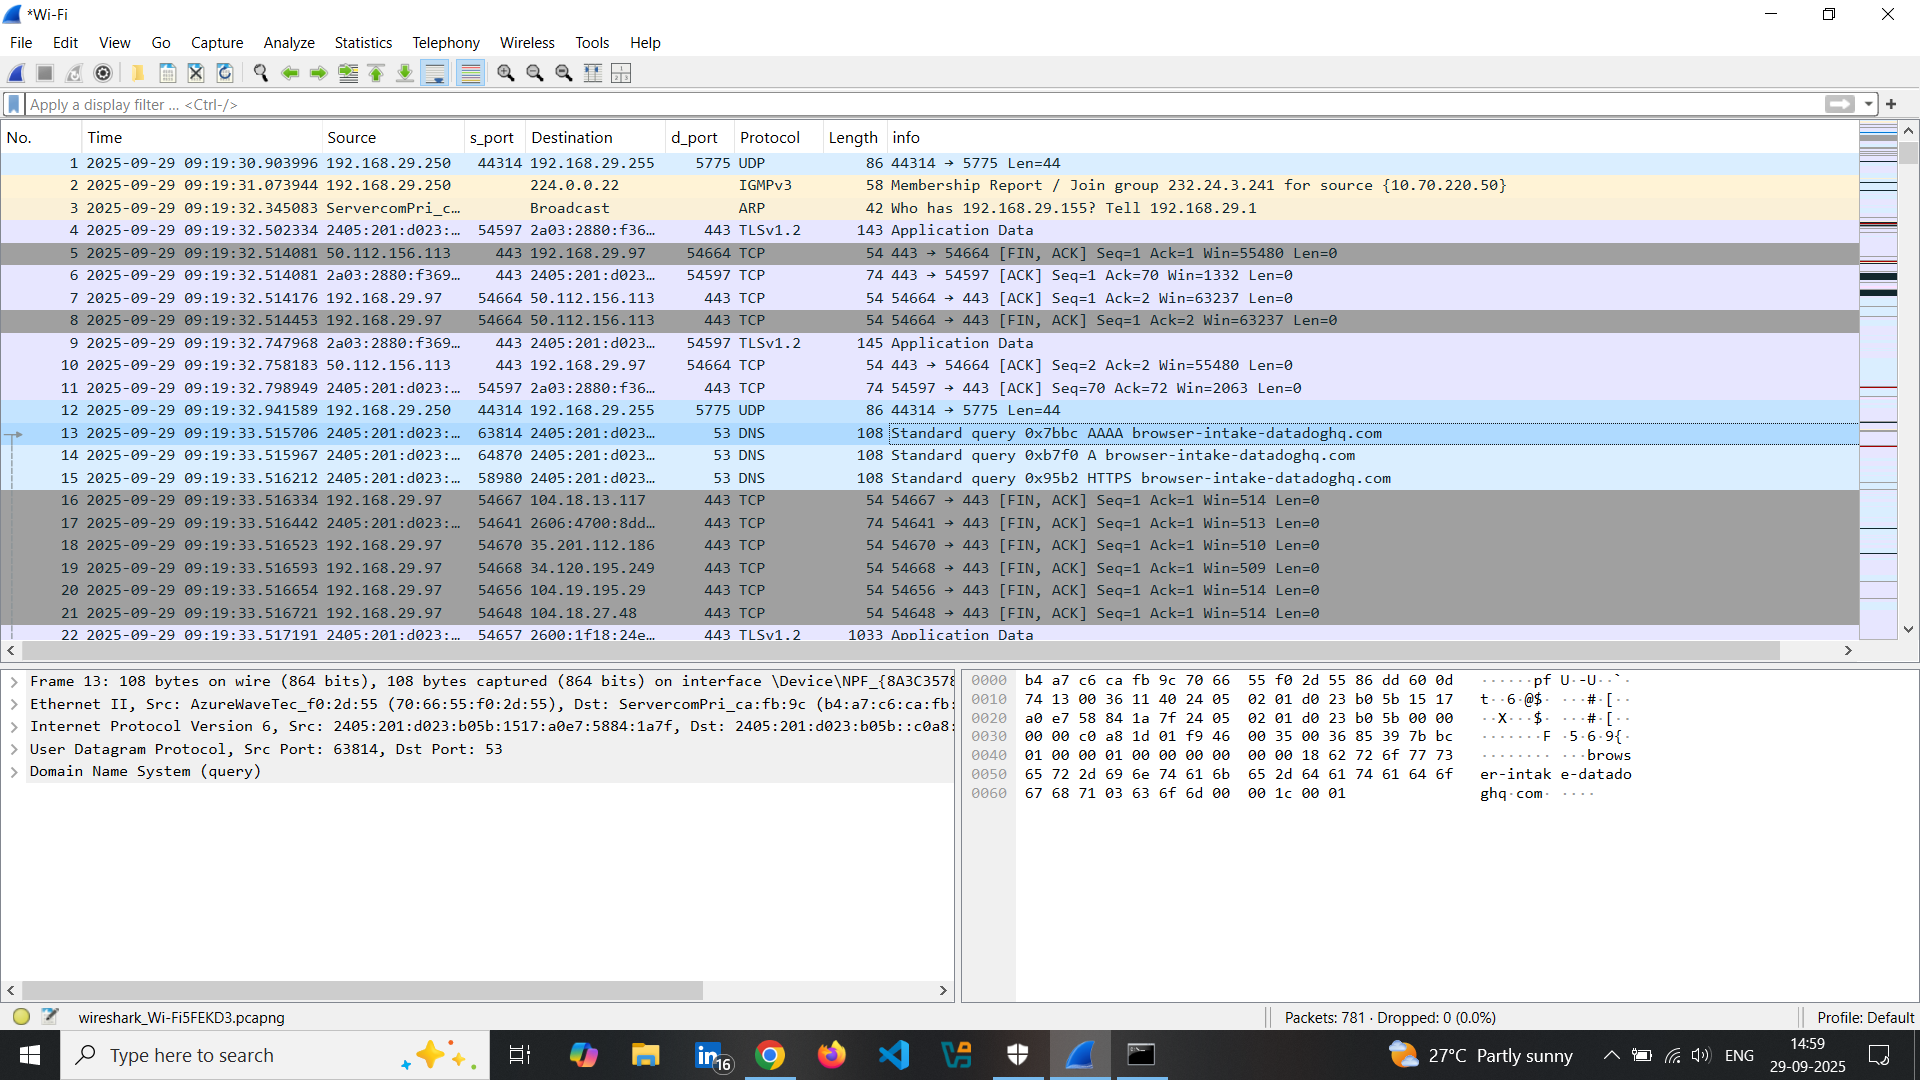 *Wi-Fi
File Edit View Go Capture Analyze Statistics Telephony Wireless Tools Help
Apply a display filter … <Ctrl-/>
No. Time Source s_port Destination d_port Protocol Length info
1 2025-09-29 09:19:30.903996 192.168.29.250 44314 192.168.29.255 5775 UDP 86 44314 → 5775 Len=44
2 2025-09-29 09:19:31.073944 192.168.29.250 224.0.0.22 IGMPv3 58 Membership Report / Join group 232.24.3.241 for source {10.70.220.50}
3 2025-09-29 09:19:32.345083 ServercomPri_c… Broadcast ARP 42 Who has 192.168.29.155? Tell 192.168.29.1
4 2025-09-29 09:19:32.502334 2405:201:d023:… 54597 2a03:2880:f36… 443 TLSv1.2 143 Application Data
5 2025-09-29 09:19:32.514081 50.112.156.113 443 192.168.29.97 54664 TCP 54 443 → 54664 [FIN, ACK] Seq=1 Ack=1 Win=55480 Len=0
6 2025-09-29 09:19:32.514081 2a03:2880:f369… 443 2405:201:d023… 54597 TCP 74 443 → 54597 [ACK] Seq=1 Ack=70 Win=1332 Len=0
7 2025-09-29 09:19:32.514176 192.168.29.97 54664 50.112.156.113 443 TCP 54 54664 → 443 [ACK] Seq=1 Ack=2 Win=63237 Len=0
8 2025-09-29 09:19:32.514453 192.168.29.97 54664 50.112.156.113 443 TCP 54 54664 → 443 [FIN, ACK] Seq=1 Ack=2 Win=63237 Len=0
9 2025-09-29 09:19:32.747968 2a03:2880:f369… 443 2405:201:d023… 54597 TLSv1.2 145 Application Data
10 2025-09-29 09:19:32.758183 50.112.156.113 443 192.168.29.97 54664 TCP 54 443 → 54664 [ACK] Seq=2 Ack=2 Win=55480 Len=0
11 2025-09-29 09:19:32.798949 2405:201:d023:… 54597 2a03:2880:f36… 443 TCP 74 54597 → 443 [ACK] Seq=70 Ack=72 Win=2063 Len=0
12 2025-09-29 09:19:32.941589 192.168.29.250 44314 192.168.29.255 5775 UDP 86 44314 → 5775 Len=44
13 2025-09-29 09:19:33.515706 2405:201:d023:… 63814 2405:201:d023… 53 DNS 108 Standard query 0x7bbc AAAA browser-intake-datadoghq.com
14 2025-09-29 09:19:33.515967 2405:201:d023:… 64870 2405:201:d023… 53 DNS 108 Standard query 0xb7f0 A browser-intake-datadoghq.com
15 2025-09-29 09:19:33.516212 2405:201:d023:… 58980 2405:201:d023… 53 DNS 108 Standard query 0x95b2 HTTPS browser-intake-datadoghq.com
16 2025-09-29 09:19:33.516334 192.168.29.97 54667 104.18.13.117 443 TCP 54 54667 → 443 [FIN, ACK] Seq=1 Ack=1 Win=514 Len=0
17 2025-09-29 09:19:33.516442 2405:201:d023:… 54641 2606:4700:8dd… 443 TCP 74 54641 → 443 [FIN, ACK] Seq=1 Ack=1 Win=513 Len=0
18 2025-09-29 09:19:33.516523 192.168.29.97 54670 35.201.112.186 443 TCP 54 54670 → 443 [FIN, ACK] Seq=1 Ack=1 Win=510 Len=0
19 2025-09-29 09:19:33.516593 192.168.29.97 54668 34.120.195.249 443 TCP 54 54668 → 443 [FIN, ACK] Seq=1 Ack=1 Win=509 Len=0
20 2025-09-29 09:19:33.516654 192.168.29.97 54656 104.19.195.29 443 TCP 54 54656 → 443 [FIN, ACK] Seq=1 Ack=1 Win=514 Len=0
21 2025-09-29 09:19:33.516721 192.168.29.97 54648 104.18.27.48 443 TCP 54 54648 → 443 [FIN, ACK] Seq=1 Ack=1 Win=514 Len=0
22 2025-09-29 09:19:33.517191 2405:201:d023:… 54657 2600:1f18:24e… 443 TLSv1.2 1033 Application Data
Frame 13: 108 bytes on wire (864 bits), 108 bytes captured (864 bits) on interface \Device\NPF_{8A3C3578
Ethernet II, Src: AzureWaveTec_f0:2d:55 (70:66:55:f0:2d:55), Dst: ServercomPri_ca:fb:9c (b4:a7:c6:ca:fb:
Internet Protocol Version 6, Src: 2405:201:d023:b05b:1517:a0e7:5884:1a7f, Dst: 2405:201:d023:b05b::c0a8:
User Datagram Protocol, Src Port: 63814, Dst Port: 53
Domain Name System (query)
0000 b4 a7 c6 ca fb 9c 70 66 55 f0 2d 55 86 dd 60 0d ······pf U·-U··`·
0010 74 13 00 36 11 40 24 05 02 01 d0 23 b0 5b 15 17 t··6·@$· ···#·[··
0020 a0 e7 58 84 1a 7f 24 05 02 01 d0 23 b0 5b 00 00 ··X···$· ···#·[··
0030 00 00 c0 a8 1d 01 f9 46 00 35 00 36 85 39 7b bc ·······F ·5·6·9{·
0040 01 00 00 01 00 00 00 00 00 00 18 62 72 6f 77 73 ········ ···brows
0050 65 72 2d 69 6e 74 61 6b 65 2d 64 61 74 61 64 6f er-intak e-datado
0060 67 68 71 03 63 6f 6d 00 00 1c 00 01 ghq·com· ····
wireshark_Wi-Fi5FEKD3.pcapng
Packets: 781 · Dropped: 0 (0.0%)
Profile: Default
Type here to search
16
27°C Partly sunny
ENG
14:59
29-09-2025